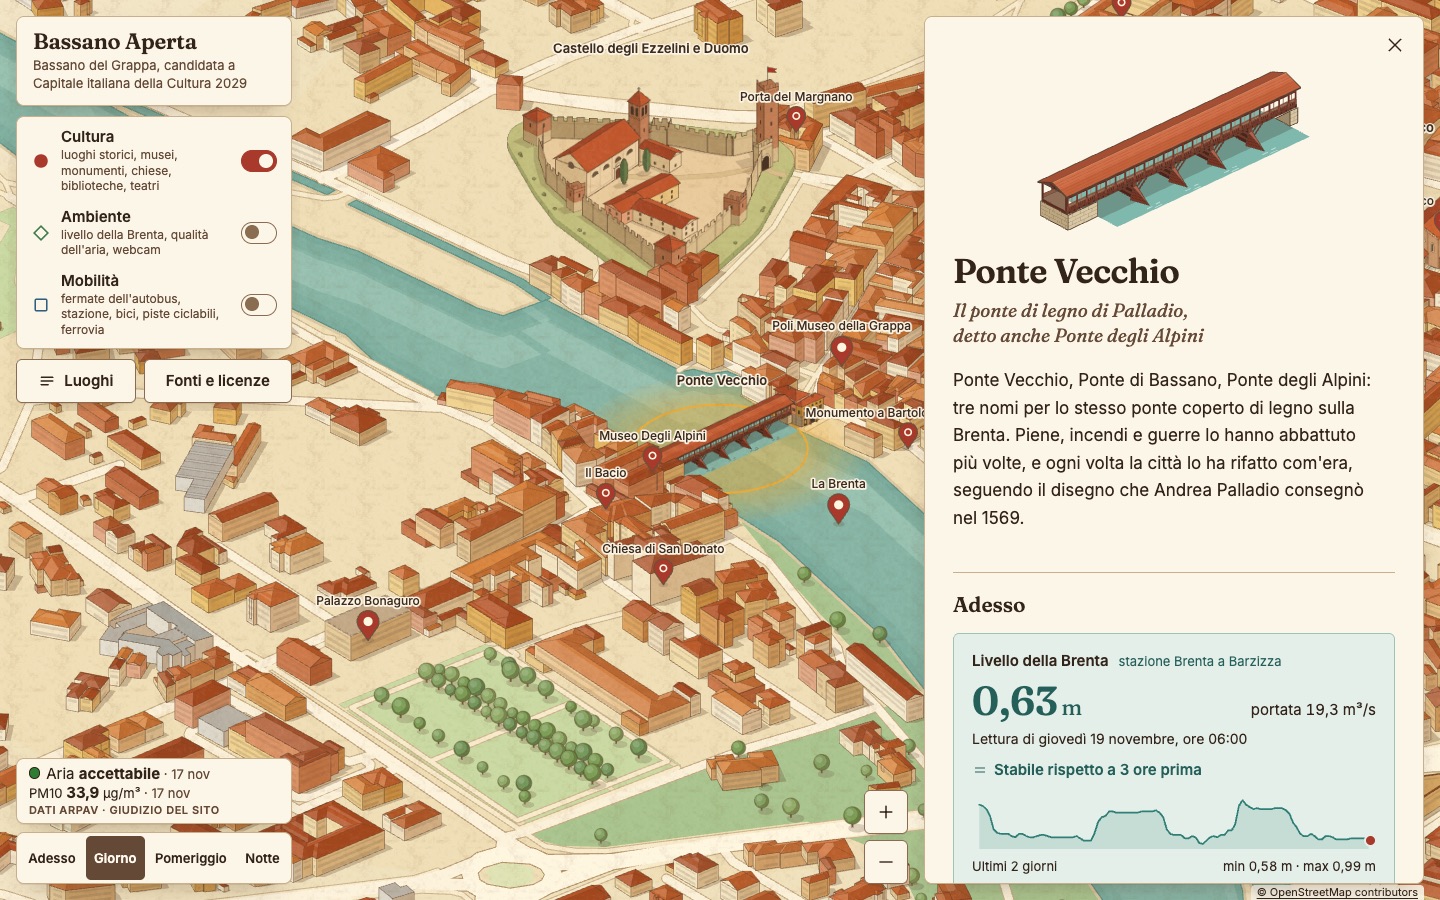 Bassano Aperta
Bassano del Grappa, candidata a
Capitale italiana della Cultura 2029
Cultura
luoghi storici, musei,
monumenti, chiese,
biblioteche, teatri
Ambiente
livello della Brenta, qualità
dell'aria, webcam
Mobilità
fermate dell'autobus,
stazione, bici, piste ciclabili,
ferrovia
Luoghi
Fonti e licenze
Castello degli Ezzelini e Duomo
Porta del Margnano
Poli Museo della Grappa
Ponte Vecchio
Monumento a Bartolo
Museo Degli Alpini
Il Bacio
La Brenta
Chiesa di San Donato
Palazzo Bonaguro
Aria accettabile · 17 nov
PM10 33,9 µg/m³ · 17 nov
DATI ARPAV · GIUDIZIO DEL SITO
Adesso
Giorno
Pomeriggio
Notte
+
−
Ponte Vecchio
Il ponte di legno di Palladio,
detto anche Ponte degli Alpini
Ponte Vecchio, Ponte di Bassano, Ponte degli Alpini:
tre nomi per lo stesso ponte coperto di legno sulla
Brenta. Piene, incendi e guerre lo hanno abbattuto
più volte, e ogni volta la città lo ha rifatto com'era,
seguendo il disegno che Andrea Palladio consegnò
nel 1569.
Adesso
Livello della Brenta stazione Brenta a Barzizza
0,63 m
portata 19,3 m³/s
Lettura di giovedì 19 novembre, ore 06:00
= Stabile rispetto a 3 ore prima
Ultimi 2 giorni
min 0,58 m · max 0,99 m
© OpenStreetMap contributors